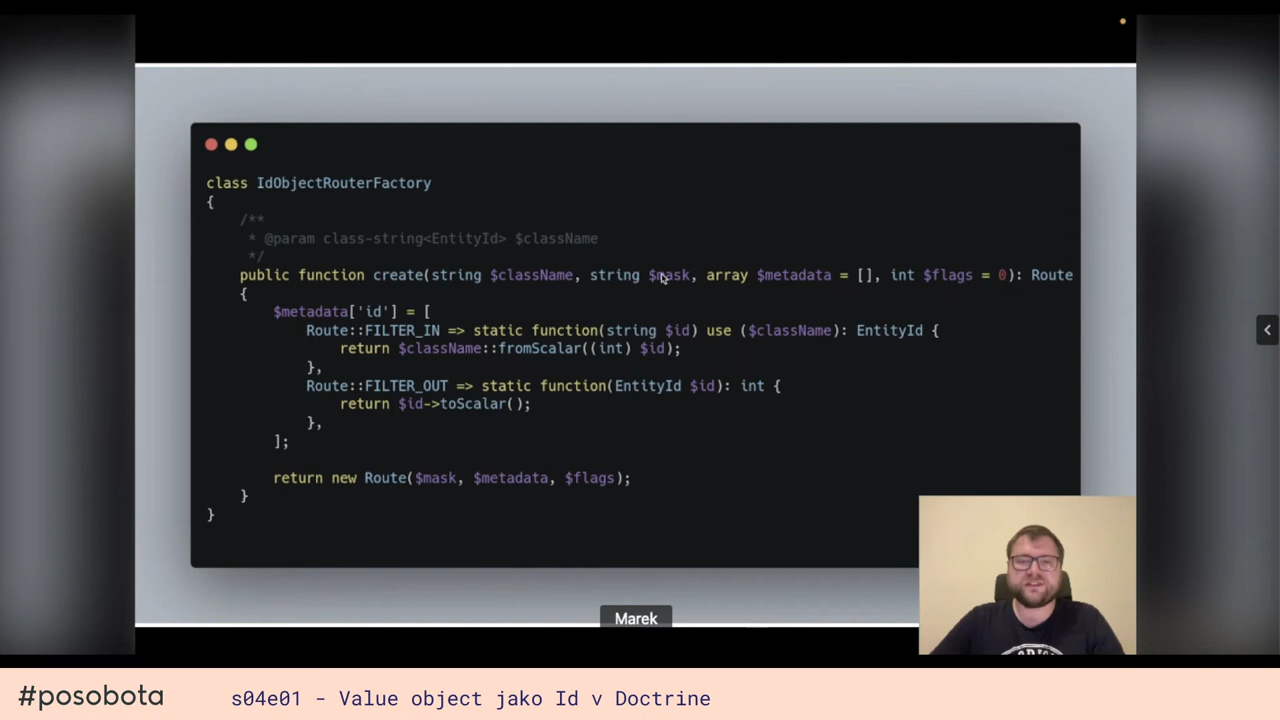 class IdObjectRouterFactory
{
/**
* @param class-string<EntityId> $className
*/
public function create(string $className, string $mask, array $metadata = [], int $flags = 0): Route
{
$metadata['id'] = [
Route::FILTER_IN => static function(string $id) use ($className): EntityId {
return $className::fromScalar((int) $id);
},
Route::FILTER_OUT => static function(EntityId $id): int {
return $id->toScalar();
},
];
return new Route($mask, $metadata, $flags);
}
}
Marek
#posobota
s04e01 - Value object jako Id v Doctrine